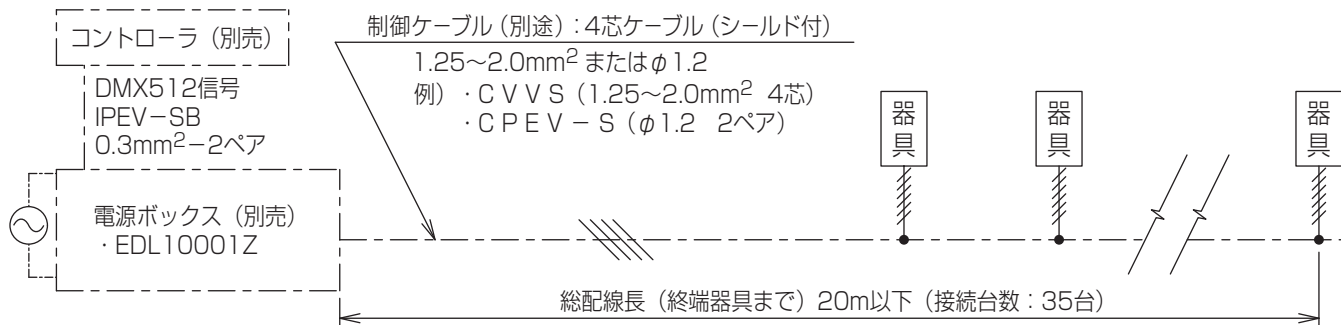 コントローラ（別売）
DMX512信号
IPEV－SB
0.3mm²－2ペア
電源ボックス（別売）
・EDL10001Z
制御ケーブル（別途）：4芯ケーブル（シールド付）
1.25～2.0mm² またはφ1.2
例）・CVVS（1.25～2.0mm² 4芯）
・CPEV－S（φ1.2 2ペア）
器具
器具
器具
総配線長（終端器具まで）20m以下（接続台数：35台）